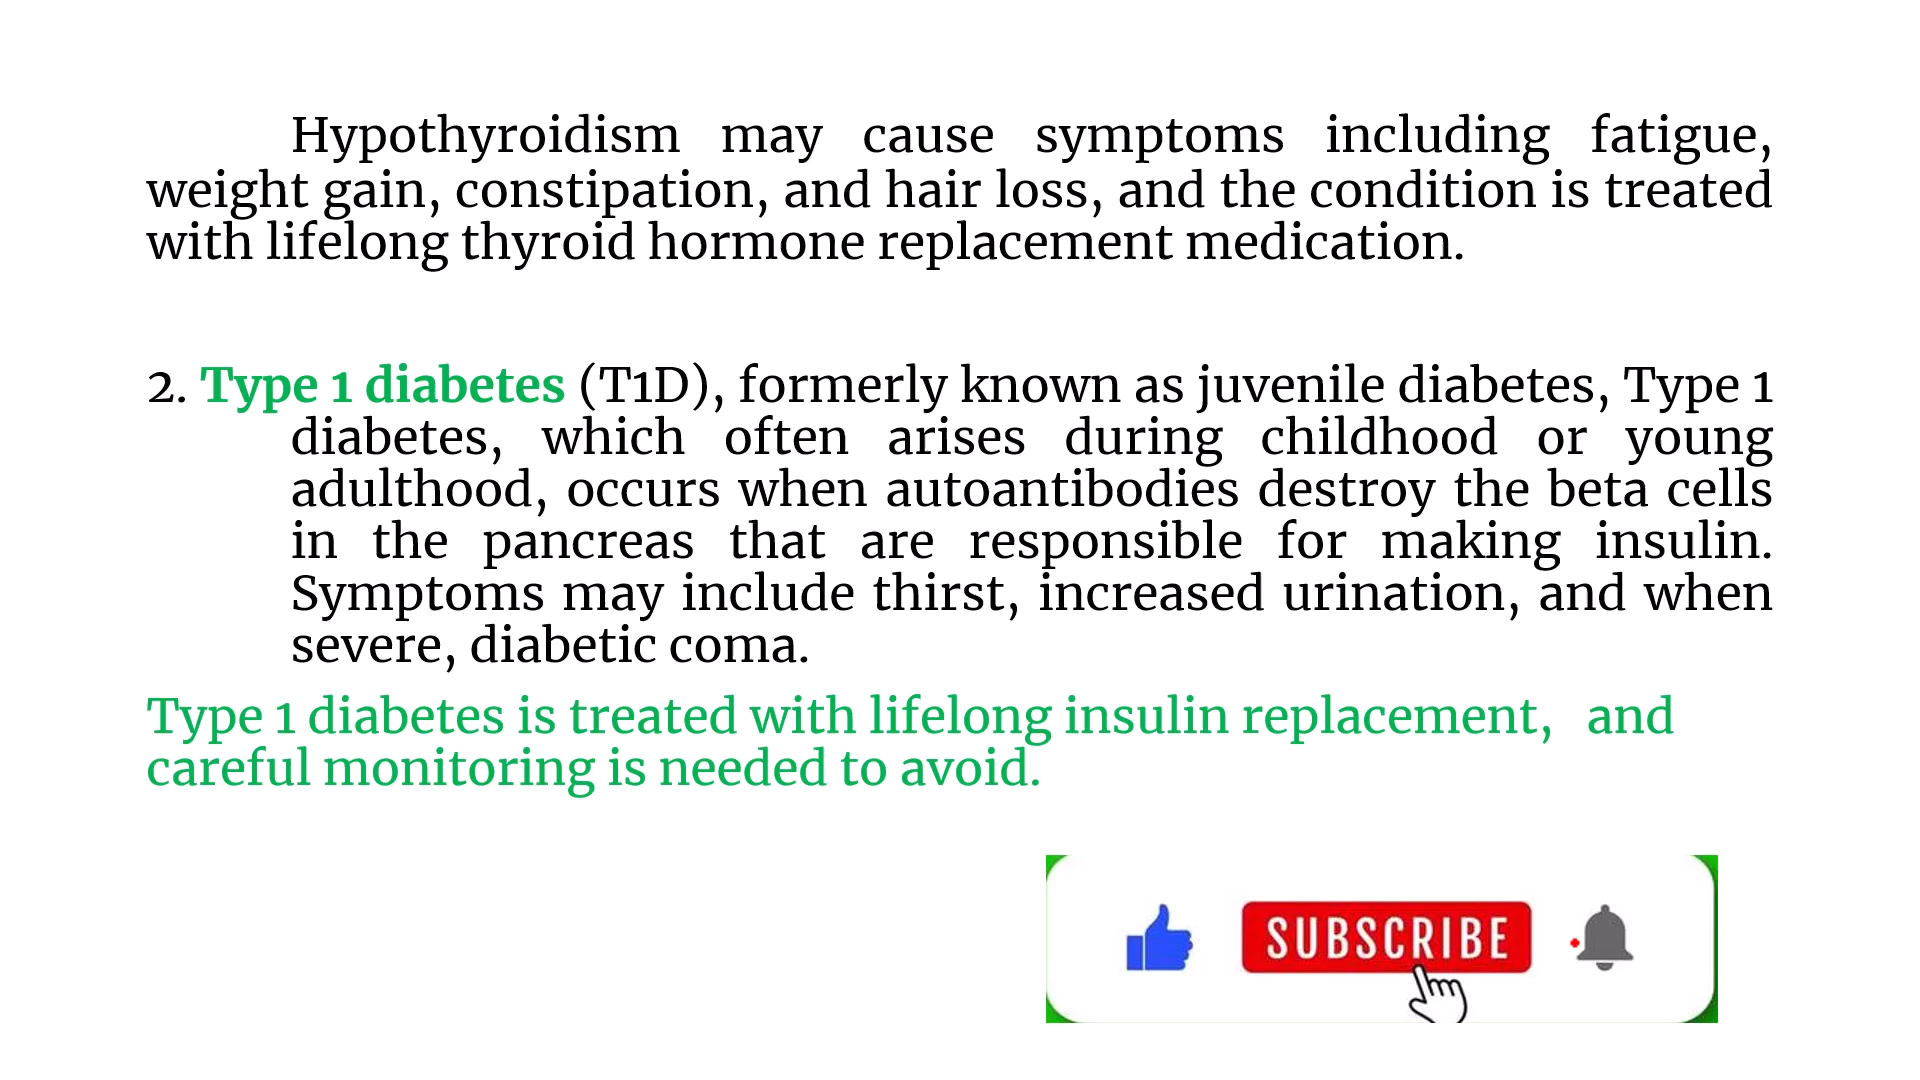 Hypothyroidism may cause symptoms including fatigue,
weight gain, constipation, and hair loss, and the condition is treated
with lifelong thyroid hormone replacement medication.
2. Type 1 diabetes (T1D), formerly known as juvenile diabetes, Type 1
diabetes, which often arises during childhood or young
adulthood, occurs when autoantibodies destroy the beta cells
in the pancreas that are responsible for making insulin.
Symptoms may include thirst, increased urination, and when
severe, diabetic coma.
Type 1 diabetes is treated with lifelong insulin replacement, and
careful monitoring is needed to avoid.
SUBSCRIBE